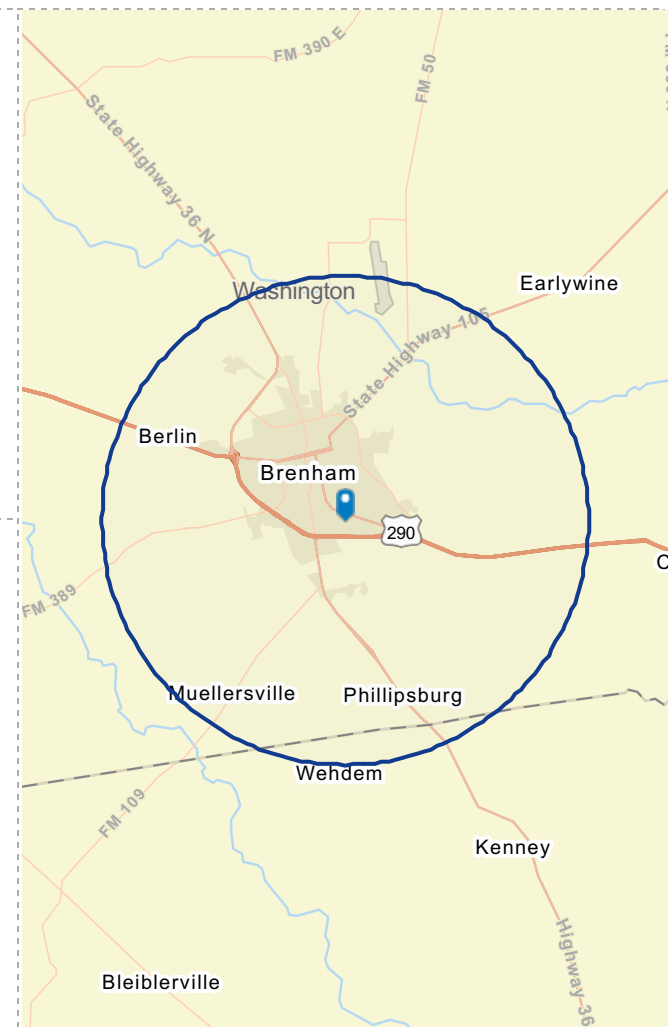 FM 390 E
FM 50
State Highway 36 N
Washington
Earlywine
State Highway 105
Berlin
Brenham
290
C
FM 389
Muellersville
Phillipsburg
Wehdem
FM 109
Kenney
Highway 36
Bleiblerville